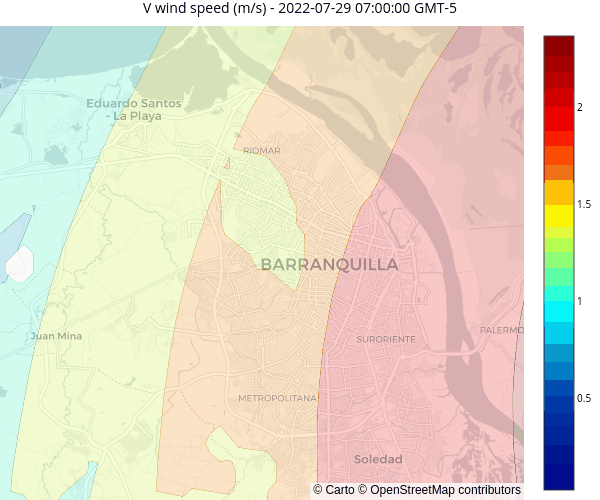 V wind speed (m/s) - 2022-07-29 07:00:00 GMT-5
Eduardo Santos
- La Playa
RIOMAR
BARRANQUILLA
Juan Mina
SURORIENTE
PALERMO
METROPOLITANA
Soledad
2
1.5
1
0.5
© Carto © OpenStreetMap contributors